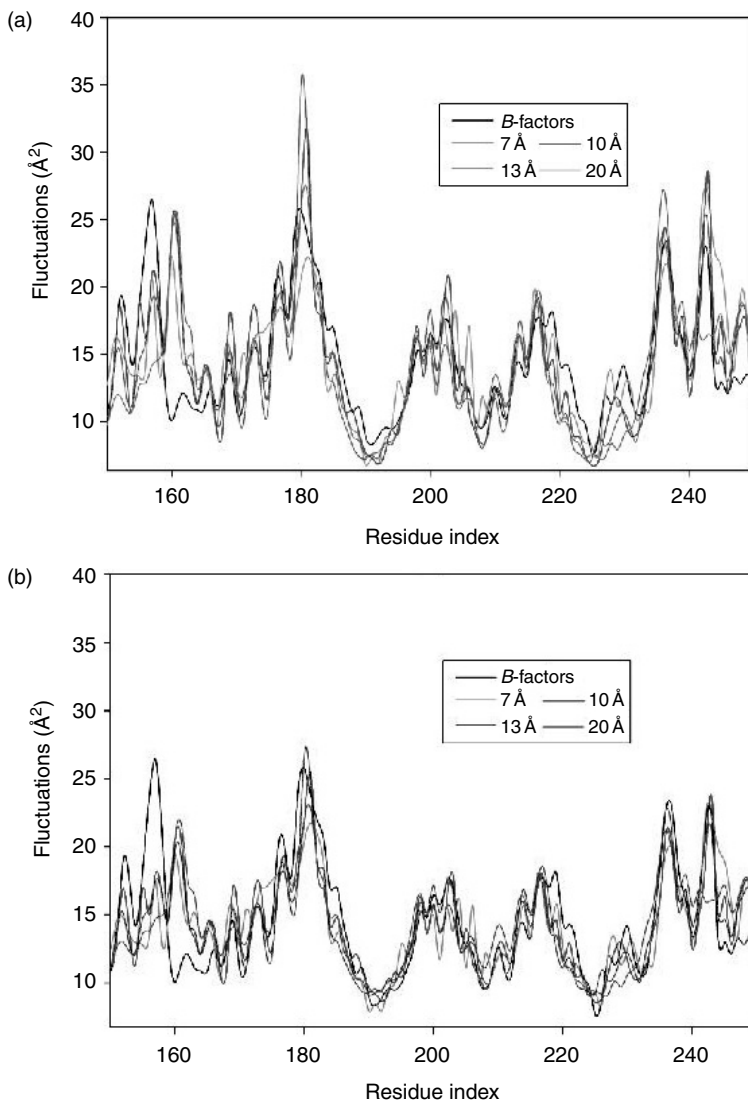 (a)
40
35
30
25
20
15
10
Fluctuations (Å²)
B-factors
7 Å 10 Å
13 Å 20 Å
160 180 200 220 240
Residue index
(b)
40
35
30
25
20
15
10
Fluctuations (Å²)
B-factors
7 Å 10 Å
13 Å 20 Å
160 180 200 220 240
Residue index